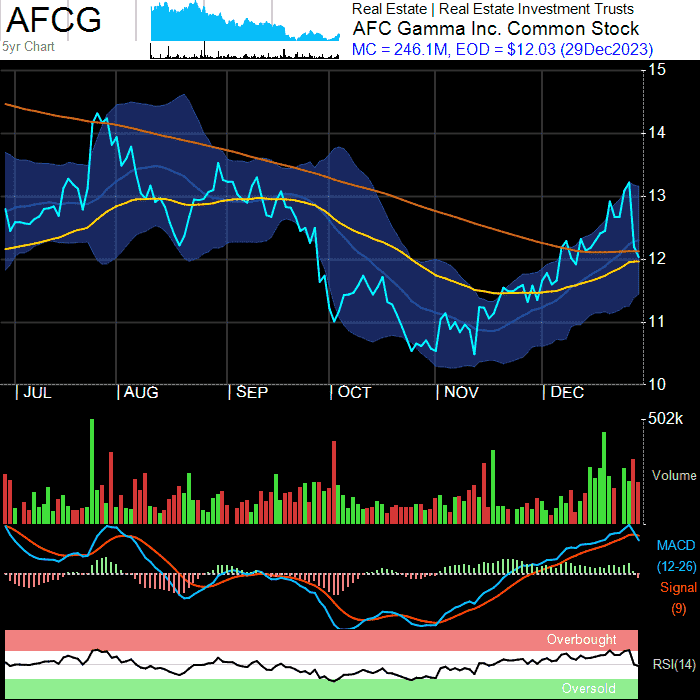 AFCG
5yr Chart
Real Estate | Real Estate Investment Trusts
AFC Gamma Inc. Common Stock
MC = 246.1M, EOD = $12.03 (29Dec2023)
15
14
13
12
11
10
| JUL | AUG | SEP | OCT | NOV | DEC
502k
Volume
MACD
(12-26)
Signal
(9)
Overbought
RSI(14)
Oversold